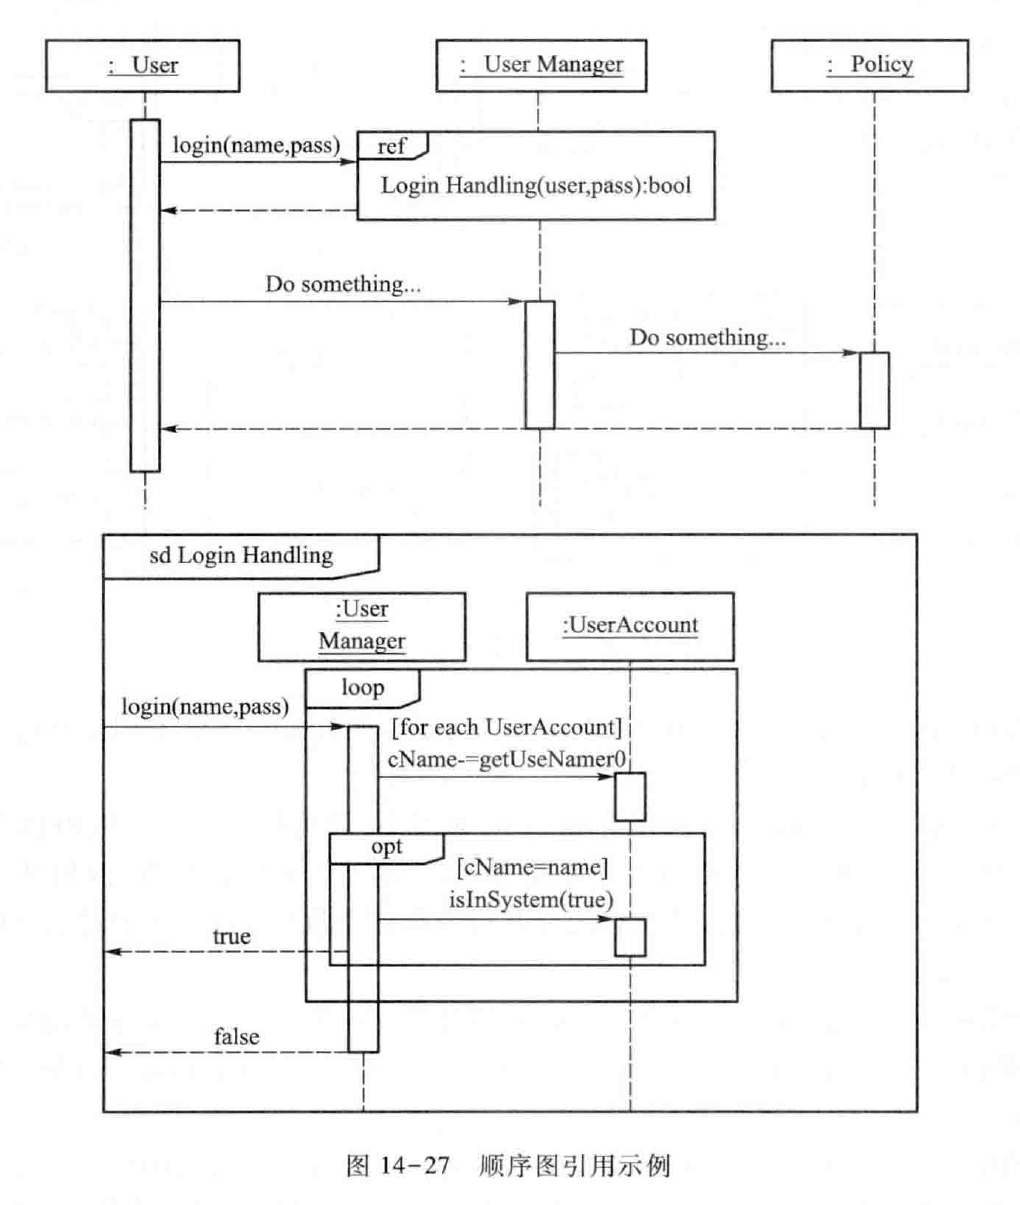 : User
: User Manager
: Policy
login(name,pass)
ref
Login Handling(user,pass):bool
Do something...
Do something...
sd Login Handling
:User
Manager
:UserAccount
loop
login(name,pass)
[for each UserAccount]
cName-=getUseNamer0
opt
[cName=name]
isInSystem(true)
true
false
图 14-27 顺序图引用示例